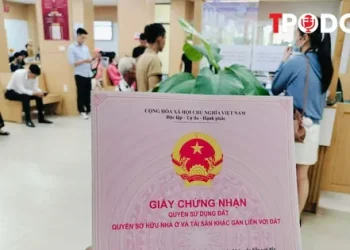 TPODO
CỘNG HÒA XÃ HỘI CHỦ NGHĨA VIỆT NAM
Độc lập - Tự do - Hạnh phúc
GIẤY CHỨNG NHẬN
QUYỀN SỬ DỤNG ĐẤT
QUYỀN SỞ HỮU NHÀ Ở VÀ TÀI SẢN KHÁC GẮN LIỀN VỚI ĐẤT